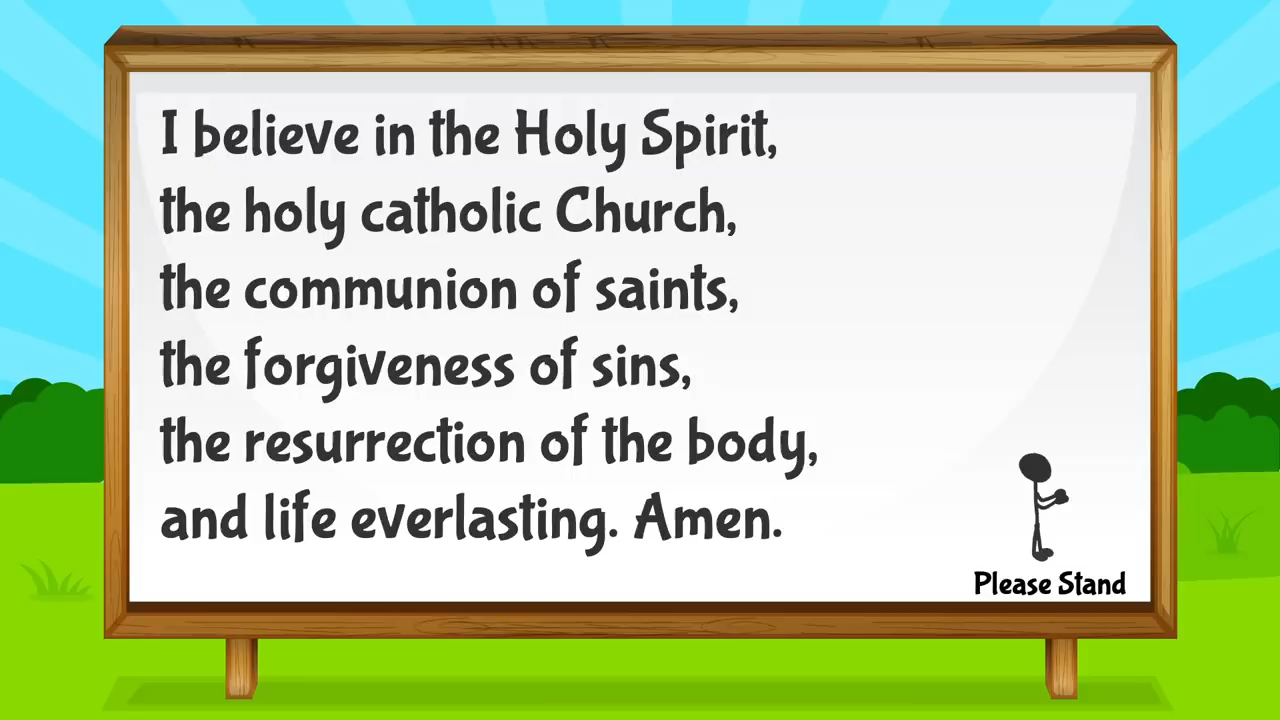 I believe in the Holy Spirit,
the holy catholic Church,
the communion of saints,
the forgiveness of sins,
the resurrection of the body,
and life everlasting. Amen.
Please Stand